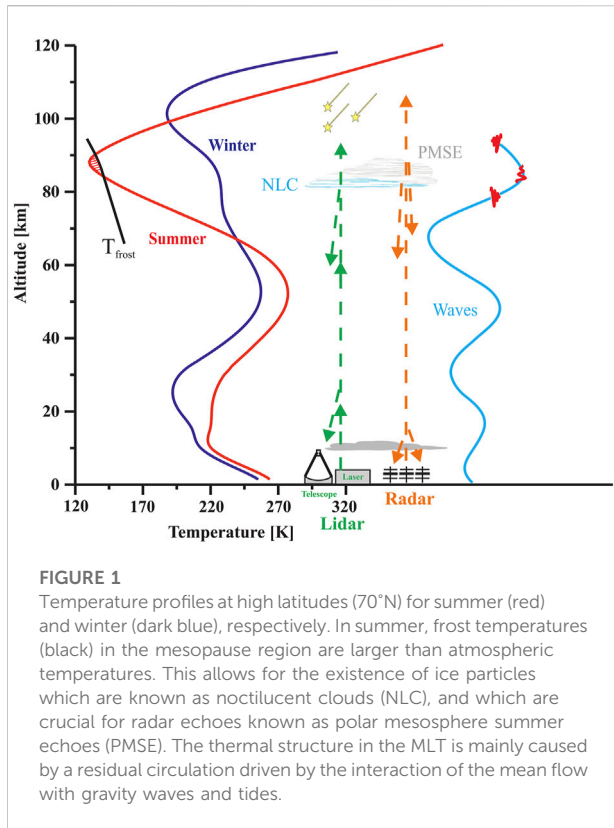 120
100
80
60
40
20
0
Altitude [km]
120
170
220
270
320
Temperature [K]
Winter
Summer
T frost
NLC
PMSE
Waves
Telescope
Laser
Lidar
Radar
FIGURE 1
Temperature profiles at high latitudes (70°N) for summer (red)
and winter (dark blue), respectively. In summer, frost temperatures
(black) in the mesopause region are larger than atmospheric
temperatures. This allows for the existence of ice particles
which are known as noctilucent clouds (NLC), and which are
crucial for radar echoes known as polar mesosphere summer
echoes (PMSE). The thermal structure in the MLT is mainly caused
by a residual circulation driven by the interaction of the mean flow
with gravity waves and tides.